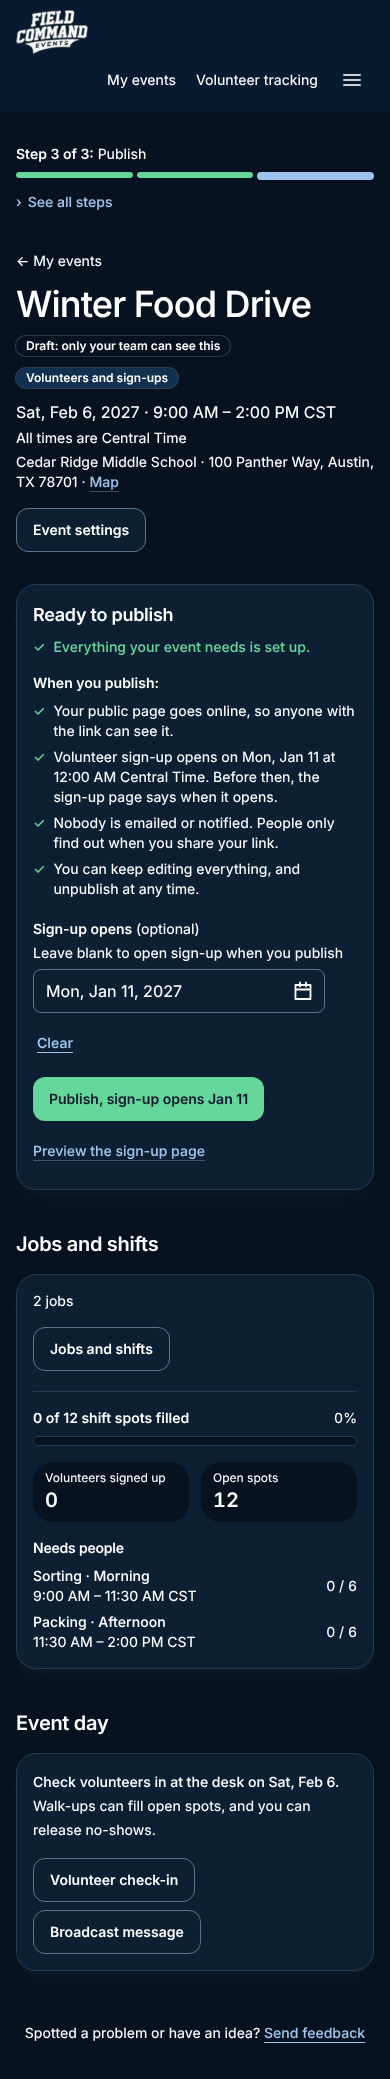 FIELD
COMMAND
EVENTS
My events Volunteer tracking
Step 3 of 3: Publish
› See all steps
← My events
Winter Food Drive
Draft: only your team can see this
Volunteers and sign-ups
Sat, Feb 6, 2027 · 9:00 AM – 2:00 PM CST
All times are Central Time
Cedar Ridge Middle School · 100 Panther Way, Austin,
TX 78701 · Map
Event settings
Ready to publish
✓ Everything your event needs is set up.
When you publish:
✓ Your public page goes online, so anyone with
the link can see it.
✓ Volunteer sign-up opens on Mon, Jan 11 at
12:00 AM Central Time. Before then, the
sign-up page says when it opens.
✓ Nobody is emailed or notified. People only
find out when you share your link.
✓ You can keep editing everything, and
unpublish at any time.
Sign-up opens (optional)
Leave blank to open sign-up when you publish
Mon, Jan 11, 2027
Clear
Publish, sign-up opens Jan 11
Preview the sign-up page
Jobs and shifts
2 jobs
Jobs and shifts
0 of 12 shift spots filled 0%
Volunteers signed up Open spots
0 12
Needs people
Sorting · Morning
9:00 AM – 11:30 AM CST 0 / 6
Packing · Afternoon
11:30 AM – 2:00 PM CST 0 / 6
Event day
Check volunteers in at the desk on Sat, Feb 6.
Walk-ups can fill open spots, and you can
release no-shows.
Volunteer check-in
Broadcast message
Spotted a problem or have an idea? Send feedback